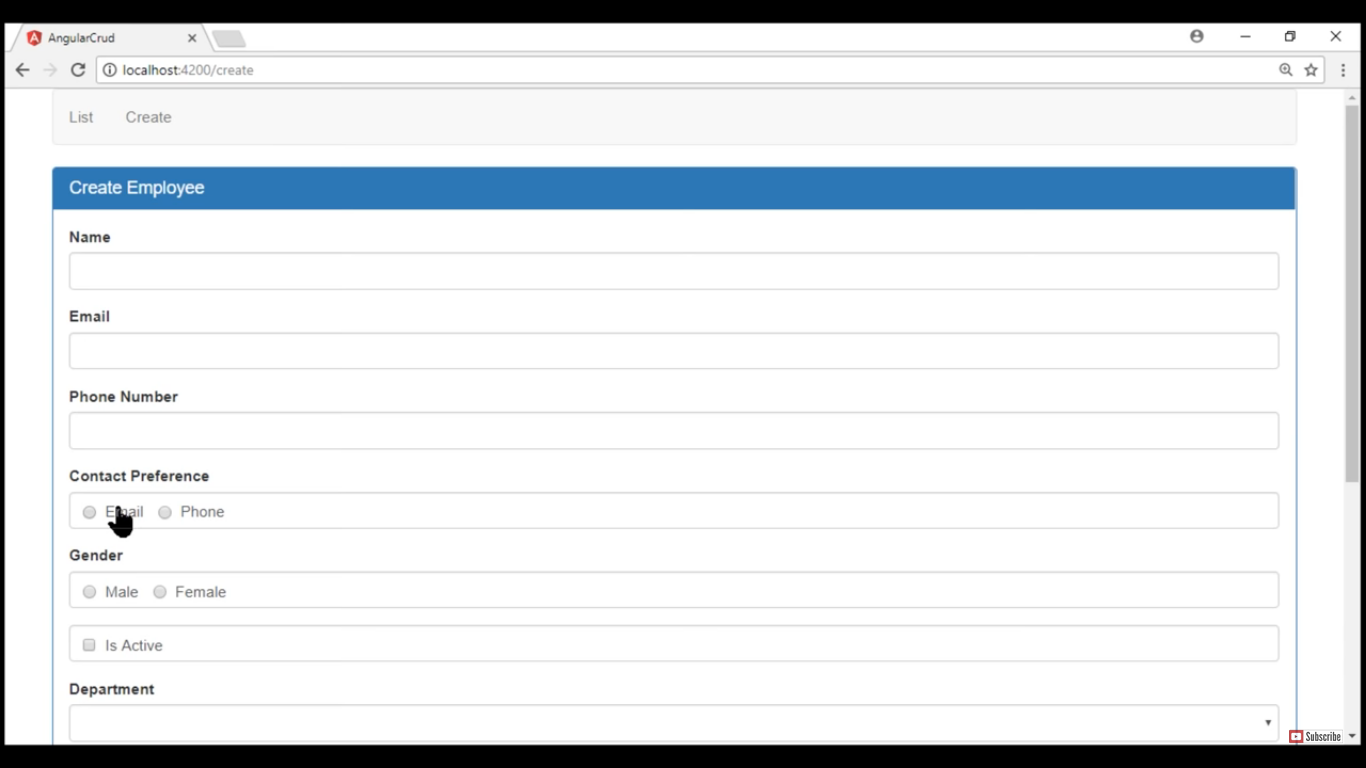 AngularCrud
localhost:4200/create
List Create
Create Employee
Name
Email
Phone Number
Contact Preference
Email Phone
Gender
Male Female
Is Active
Department
Subscribe